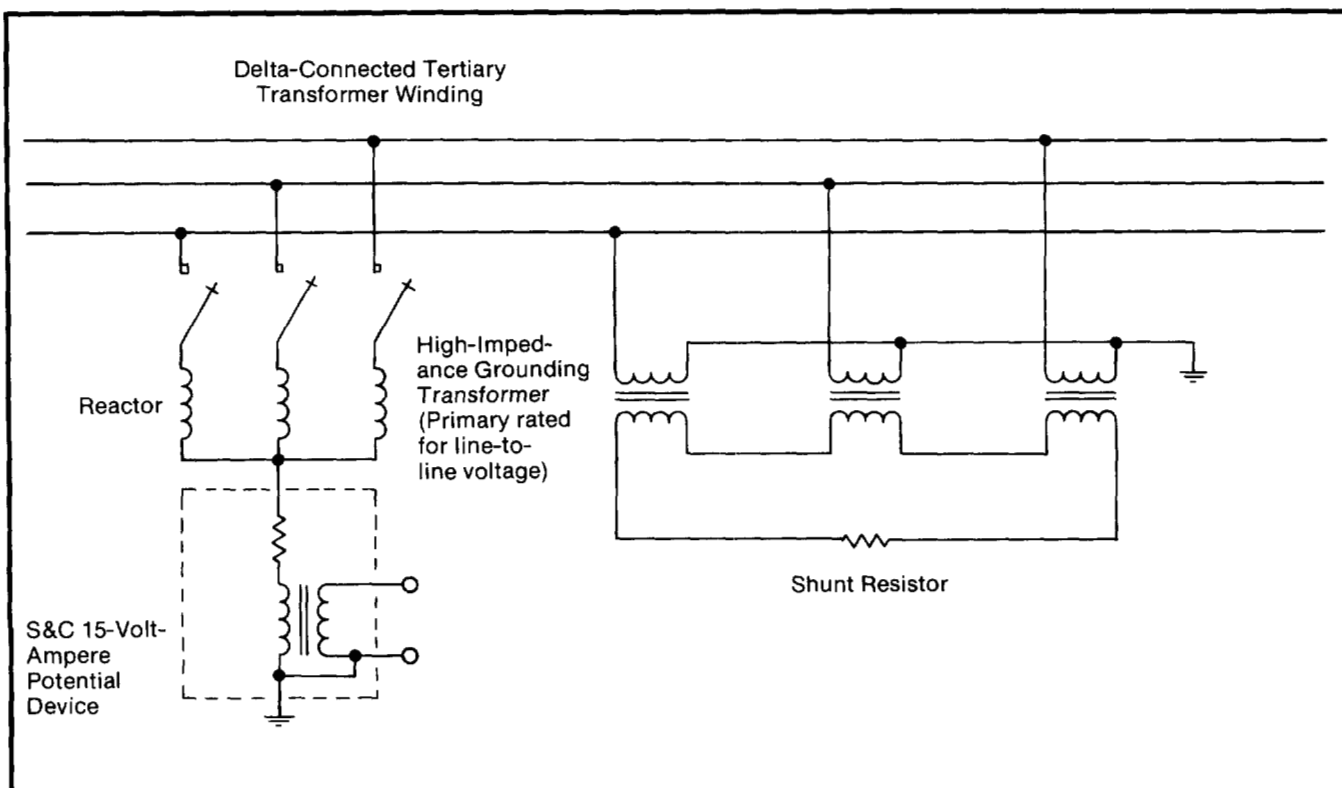 Delta-Connected Tertiary
Transformer Winding
Reactor
High-Imped-
ance Grounding
Transformer
(Primary rated
for line-to-
line voltage)
Shunt Resistor
S&C 15-Volt-
Ampere
Potential
Device